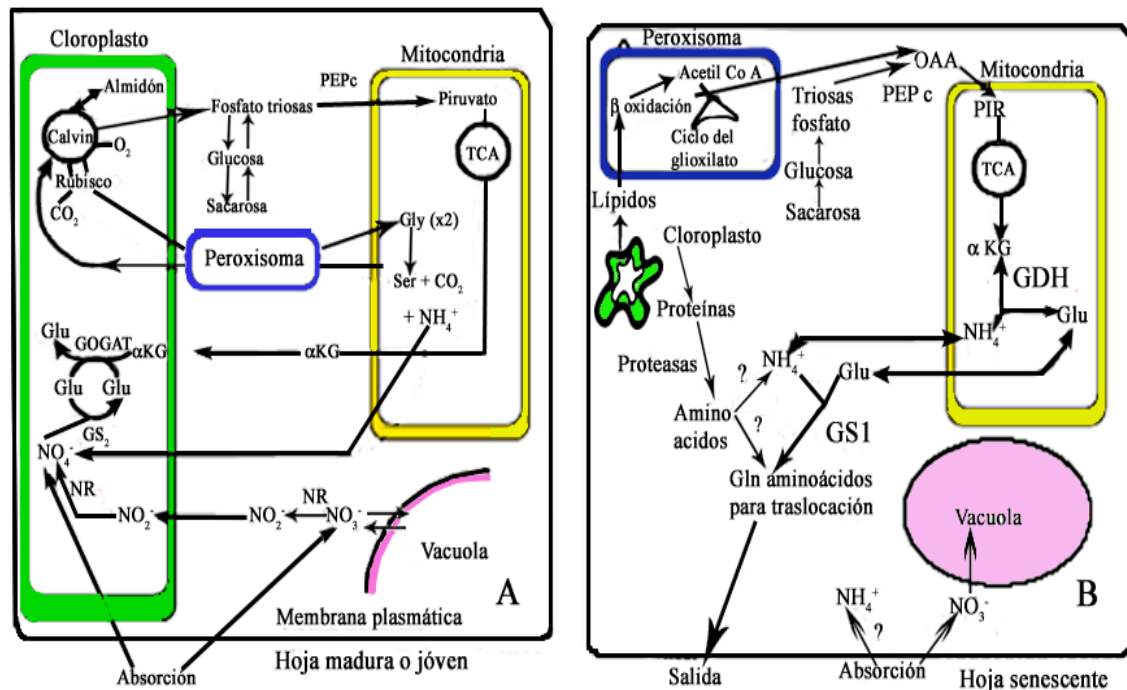 Cloroplasto
Almidón
Calvin
O2
Rubisco
CO2
Fosfato triosas
Glucosa
Sacarosa
PEPc
Mitocondria
Piruvato
TCA
Gly (x2)
Ser + CO2
+ NH4+
Peroxisoma
αKG
Glu
GOGAT
αKG
Glu
Glu
GS2
NO4-
NR
NO2-
NO2-
NR
NO3-
Vacuola
Membrana plasmática
A
Absorción
Hoja madura o jóven
Peroxisoma
Acetil Co A
β oxidación
Ciclo del
glioxilato
Lípidos
OAA
PEP c
Triosas
fosfato
Glucosa
Sacarosa
Mitocondria
PIR
TCA
α KG
GDH
NH4+
Glu
Cloroplasto
Proteínas
Proteasas
Amino
acidos
?
?
NH4+
Glu
GS1
Gln aminoácidos
para traslocación
Vacuola
B
NH4+
?
NO3-
Salida
Absorción
Hoja senescente